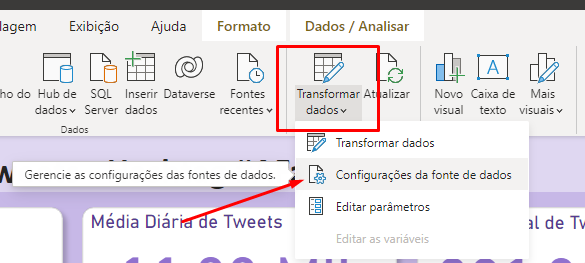 lagem Exibição Ajuda Formato Dados / Analisar
ho do
Hub de
dados
SQL
Server
Inserir
dados
Dataverse
Fontes
recentes
Transformar
dados
Atualizar
Novo
visual
Caixa de
texto
Mais
visuais
Dados
Transformar dados
Gerencie as configurações das fontes de dados.
Configurações da fonte de dados
Editar parâmetros
Editar as variáveis
Média Diária de Tweets
al de Tweets